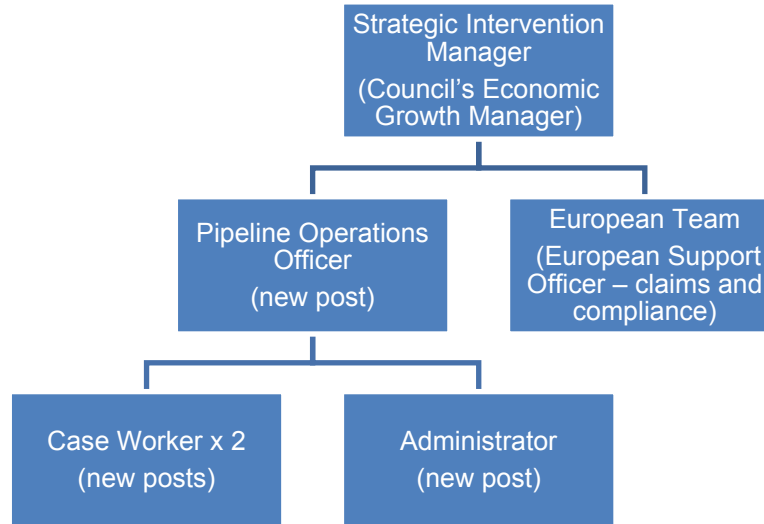 Strategic Intervention
Manager
(Council’s Economic
Growth Manager)
Pipeline Operations
Officer
(new post)
European Team
(European Support
Officer – claims and
compliance)
Case Worker x 2
(new posts)
Administrator
(new post)